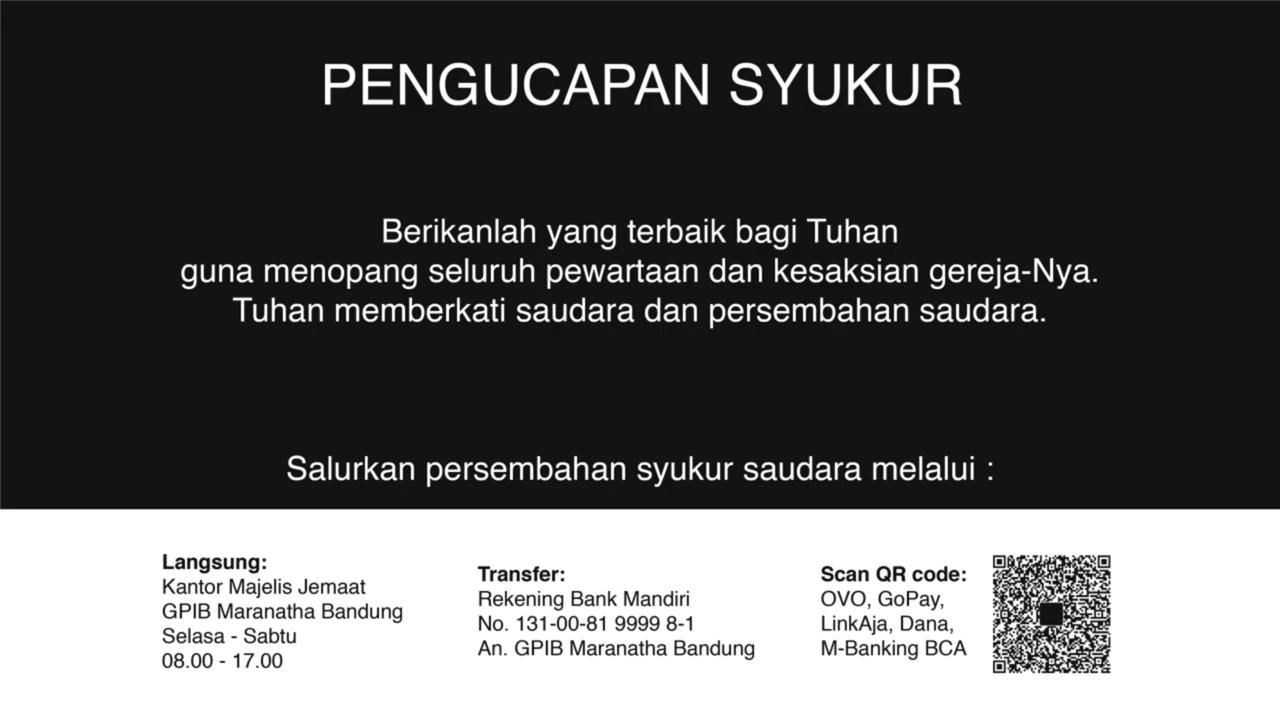 PENGUCAPAN SYUKUR
Berikanlah yang terbaik bagi Tuhan
guna menopang seluruh pewartaan dan kesaksian gereja-Nya.
Tuhan memberkati saudara dan persembahan saudara.
Salurkan persembahan syukur saudara melalui :
Langsung:
Kantor Majelis Jemaat
GPIB Maranatha Bandung
Selasa - Sabtu
08.00 - 17.00
Transfer:
Rekening Bank Mandiri
No. 131-00-81 9999 8-1
An. GPIB Maranatha Bandung
Scan QR code:
OVO, GoPay,
LinkAja, Dana,
M-Banking BCA